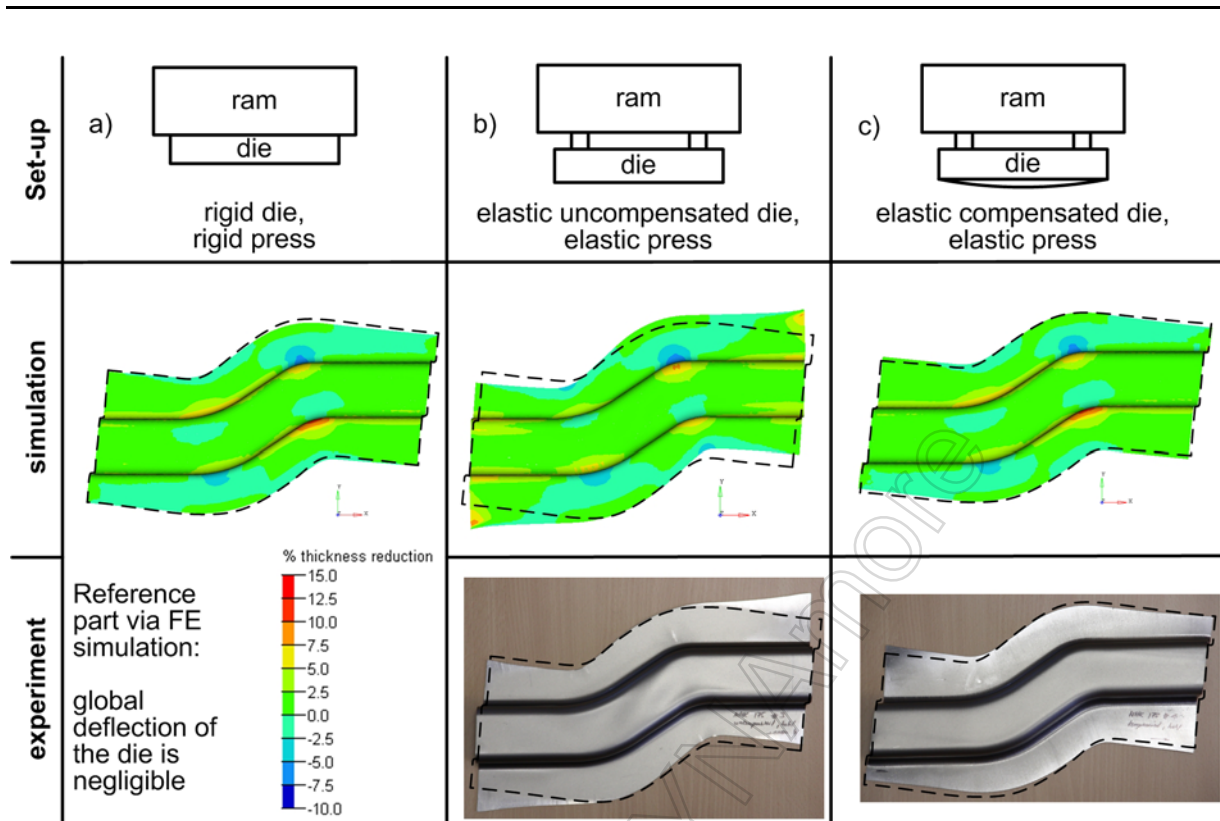 Set-up
a)
ram
die
rigid die,
rigid press
b)
ram
die
elastic uncompensated die,
elastic press
c)
ram
die
elastic compensated die,
elastic press
simulation
Y
X
Y
X
Y
X
experiment
Reference
part via FE
simulation:
global
deflection of
the die is
negligible
% thickness reduction
15.0
12.5
10.0
7.5
5.0
2.5
0.0
-2.5
-5.0
-7.5
-10.0